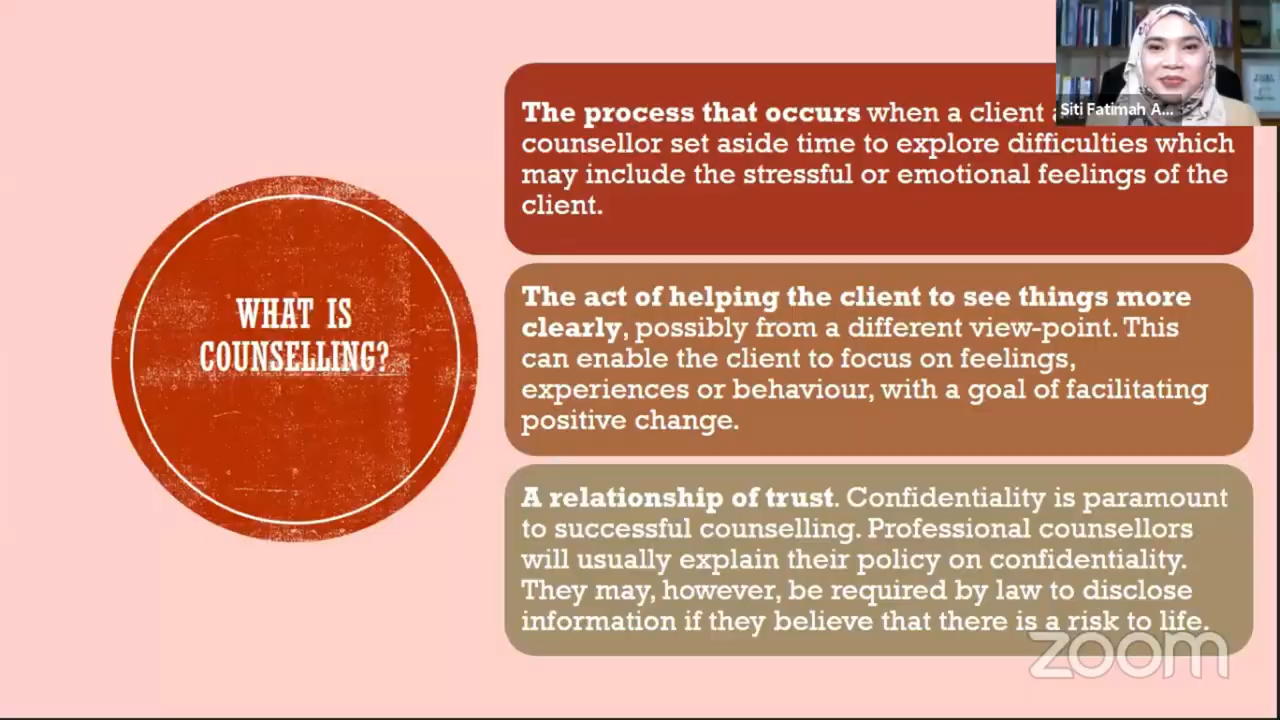 WHAT IS
COUNSELLING?
The process that occurs when a client
counsellor set aside time to explore difficulties which
may include the stressful or emotional feelings of the
client.
The act of helping the client to see things more
clearly, possibly from a different view-point. This
can enable the client to focus on feelings,
experiences or behaviour, with a goal of facilitating
positive change.
A relationship of trust. Confidentiality is paramount
to successful counselling. Professional counsellors
will usually explain their policy on confidentiality.
They may, however, be required by law to disclose
information if they believe that there is a risk to life.
Siti Fatimah A...
zoom